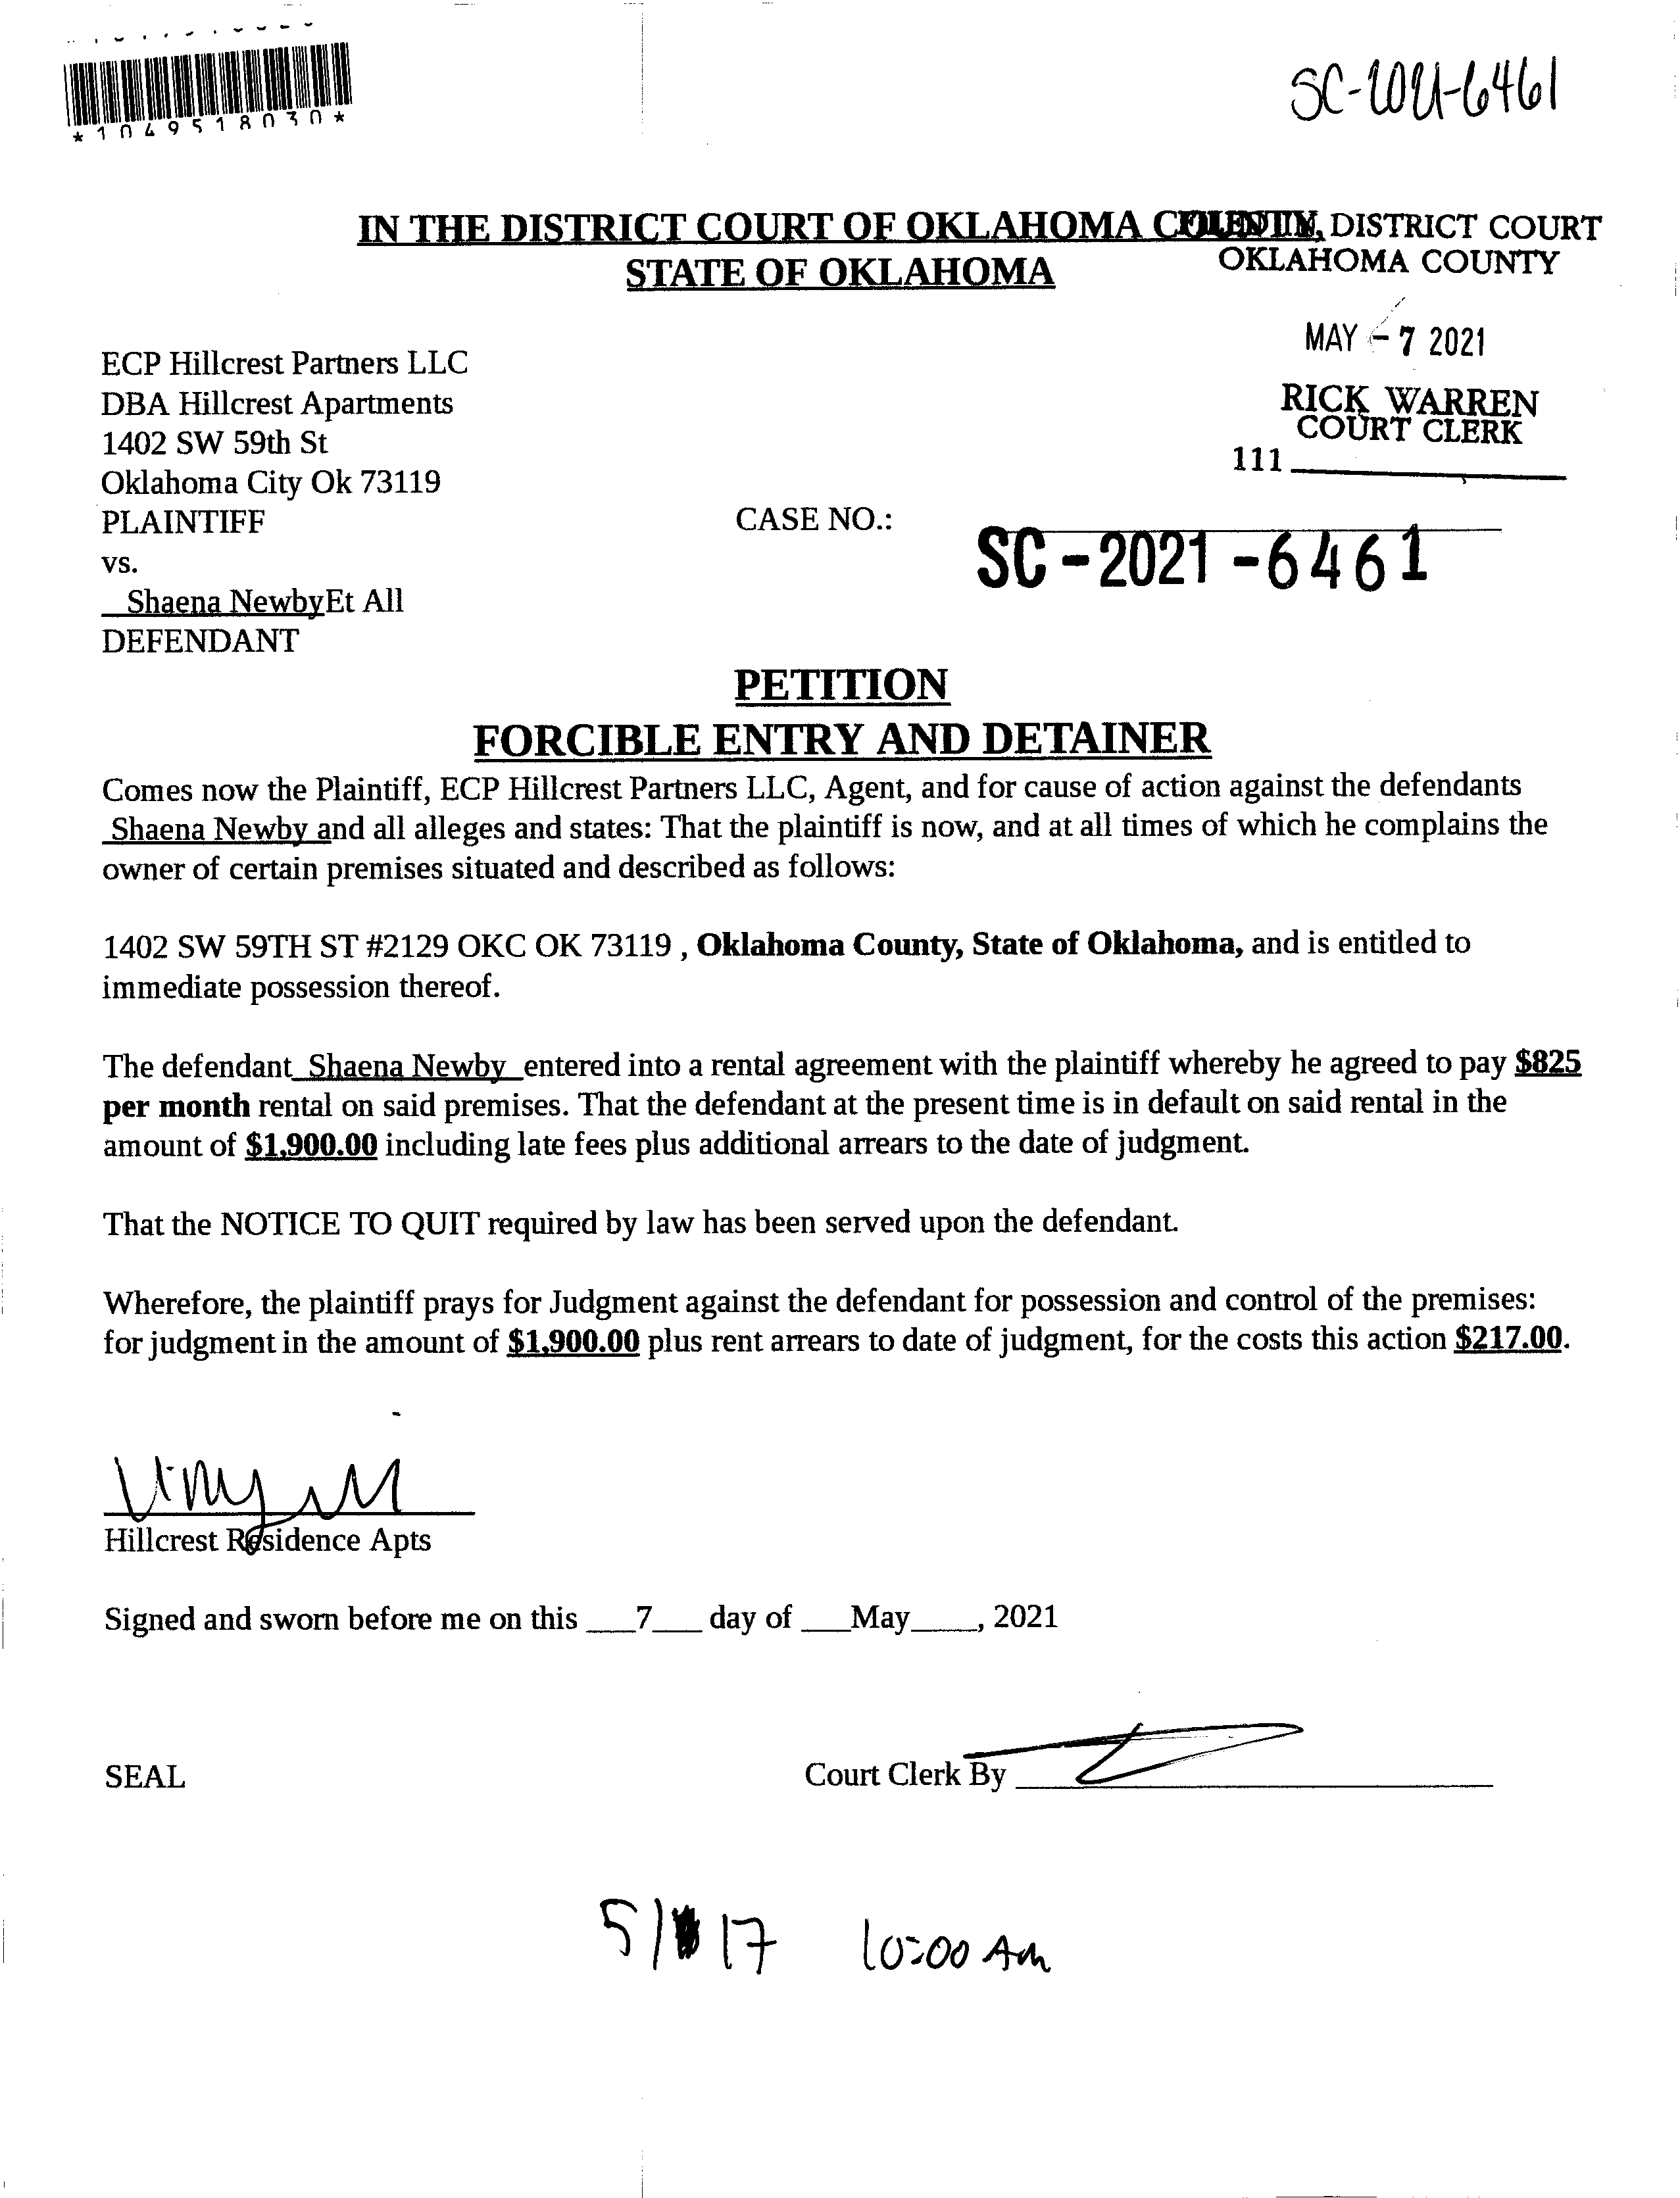 SC-2021-6461
*1049518030*
IN THE DISTRICT COURT OF OKLAHOMA COUNTY,
STATE OF OKLAHOMA
FILED IN DISTRICT COURT
OKLAHOMA COUNTY
MAY - 7 2021
RICK WARREN
COURT CLERK
111
ECP Hillcrest Partners LLC
DBA Hillcrest Apartments
1402 SW 59th St
Oklahoma City Ok 73119
PLAINTIFF
CASE NO.:
SC - 2021 - 6461
vs.
Shaena NewbyEt All
DEFENDANT
PETITION
FORCIBLE ENTRY AND DETAINER
Comes now the Plaintiff, ECP Hillcrest Partners LLC, Agent, and for cause of action against the defendants
Shaena Newby and all alleges and states: That the plaintiff is now, and at all times of which he complains the
owner of certain premises situated and described as follows:
1402 SW 59TH ST #2129 OKC OK 73119 , Oklahoma County, State of Oklahoma, and is entitled to
immediate possession thereof.
The defendant Shaena Newby entered into a rental agreement with the plaintiff whereby he agreed to pay $825
per month rental on said premises. That the defendant at the present time is in default on said rental in the
amount of $1,900.00 including late fees plus additional arrears to the date of judgment.
That the NOTICE TO QUIT required by law has been served upon the defendant.
Wherefore, the plaintiff prays for Judgment against the defendant for possession and control of the premises:
for judgment in the amount of $1,900.00 plus rent arrears to date of judgment, for the costs this action $217.00.
Hillcrest Residence Apts
Signed and sworn before me on this ___7___ day of ___May____, 2021
SEAL
Court Clerk By
5/17 10:00 Am